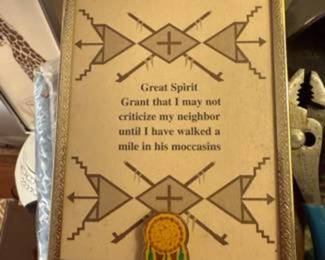 Great Spirit
Grant that I may not
criticize my neighbor
until I have walked a
mile in his moccasins